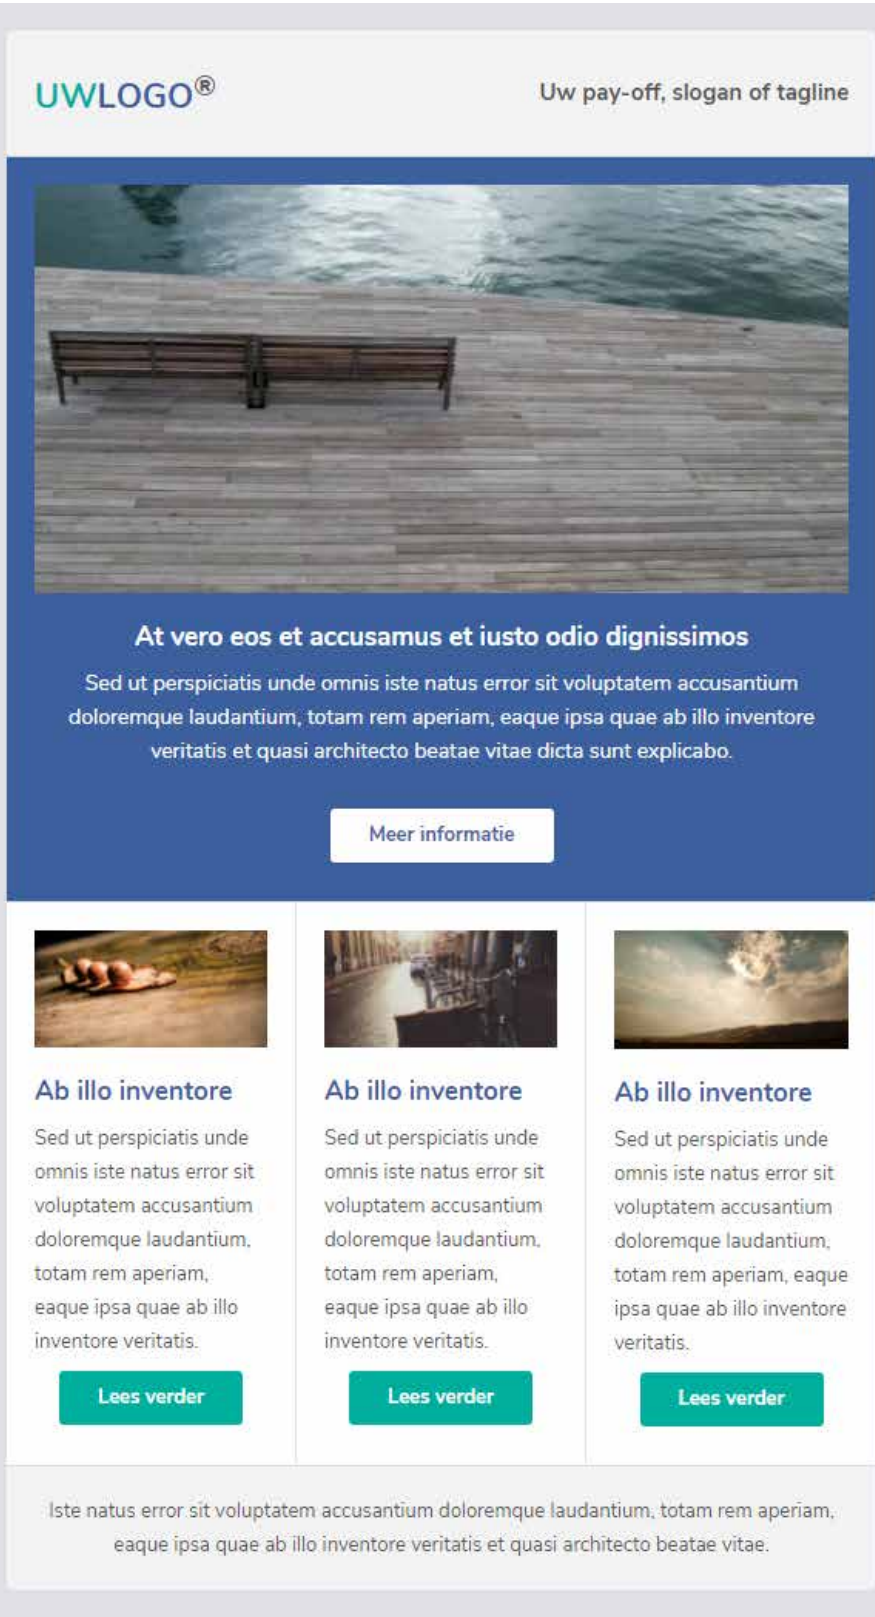 UWLOGO®
Uw pay-off, slogan of tagline
At vero eos et accusamus et iusto odio dignissimos
Sed ut perspiciatis unde omnis iste natus error sit voluptatem accusantium
doloremque laudantium, totam rem aperiam, eaque ipsa quae ab illo inventore
veritatis et quasi architecto beatae vitae dicta sunt explicabo.
Meer informatie
Ab illo inventore
Sed ut perspiciatis unde
omnis iste natus error sit
voluptatem accusantium
doloremque laudantium,
totam rem aperiam,
eaque ipsa quae ab illo
inventore veritatis.
Lees verder
Ab illo inventore
Sed ut perspiciatis unde
omnis iste natus error sit
voluptatem accusantium
doloremque laudantium,
totam rem aperiam,
eaque ipsa quae ab illo
inventore veritatis.
Lees verder
Ab illo inventore
Sed ut perspiciatis unde
omnis iste natus error sit
voluptatem accusantium
doloremque laudantium,
totam rem aperiam, eaque
ipsa quae ab illo inventore
veritatis.
Lees verder
Iste natus error sit voluptatem accusantium doloremque laudantium, totam rem aperiam,
eaque ipsa quae ab illo inventore veritatis et quasi architecto beatae vitae.